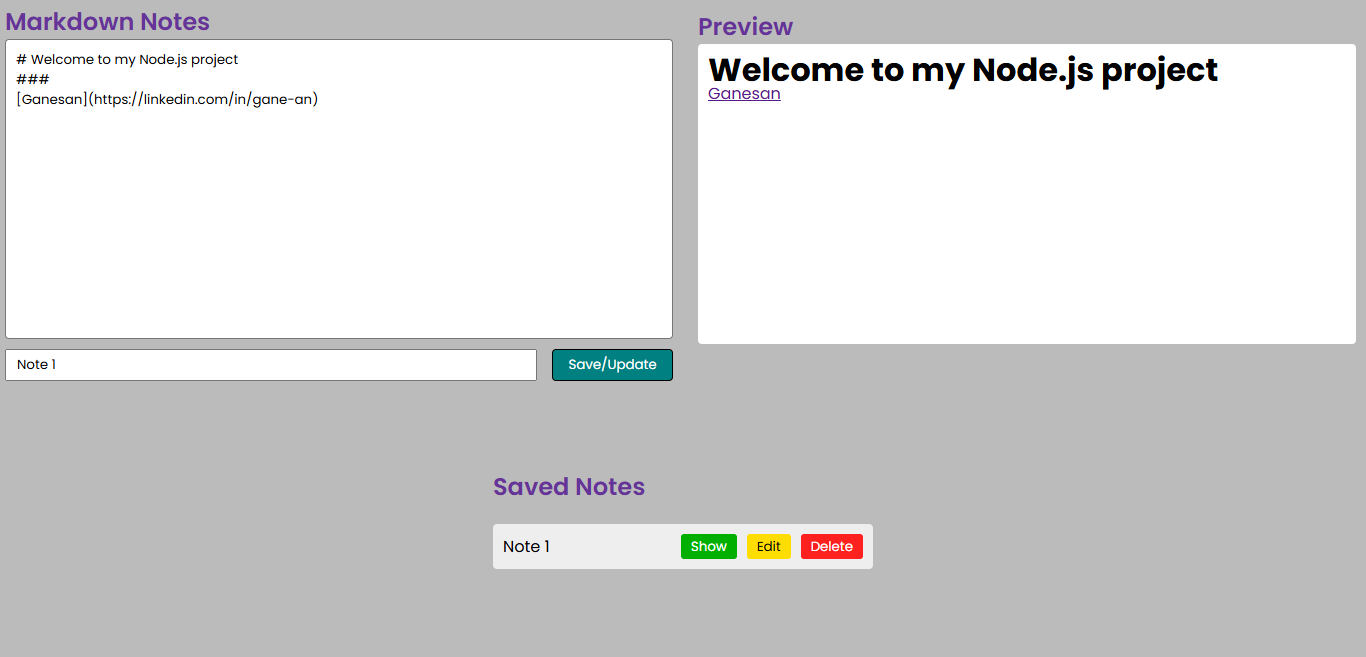 Markdown Notes
# Welcome to my Node.js project
###
[Ganesan](https://linkedin.com/in/gane-an)
Note 1
Save/Update
Preview
Welcome to my Node.js project
Ganesan
Saved Notes
Note 1
Show
Edit
Delete